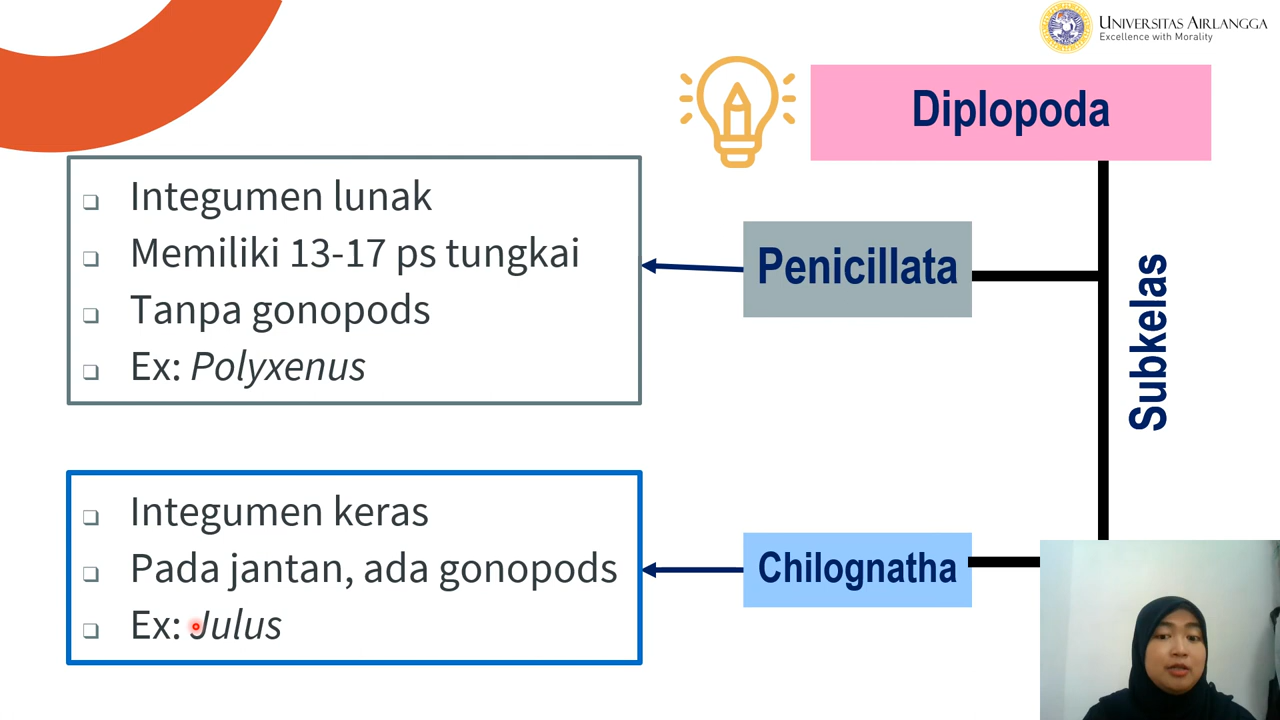 UNIVERSITAS AIRLANGGA
Excellence with Morality
Diplopoda
Subkelas
Penicillata
Integumen lunak
Memiliki 13-17 ps tungkai
Tanpa gonopods
Ex: Polyxenus
Chilognatha
Integumen keras
Pada jantan, ada gonopods
Ex: Julus